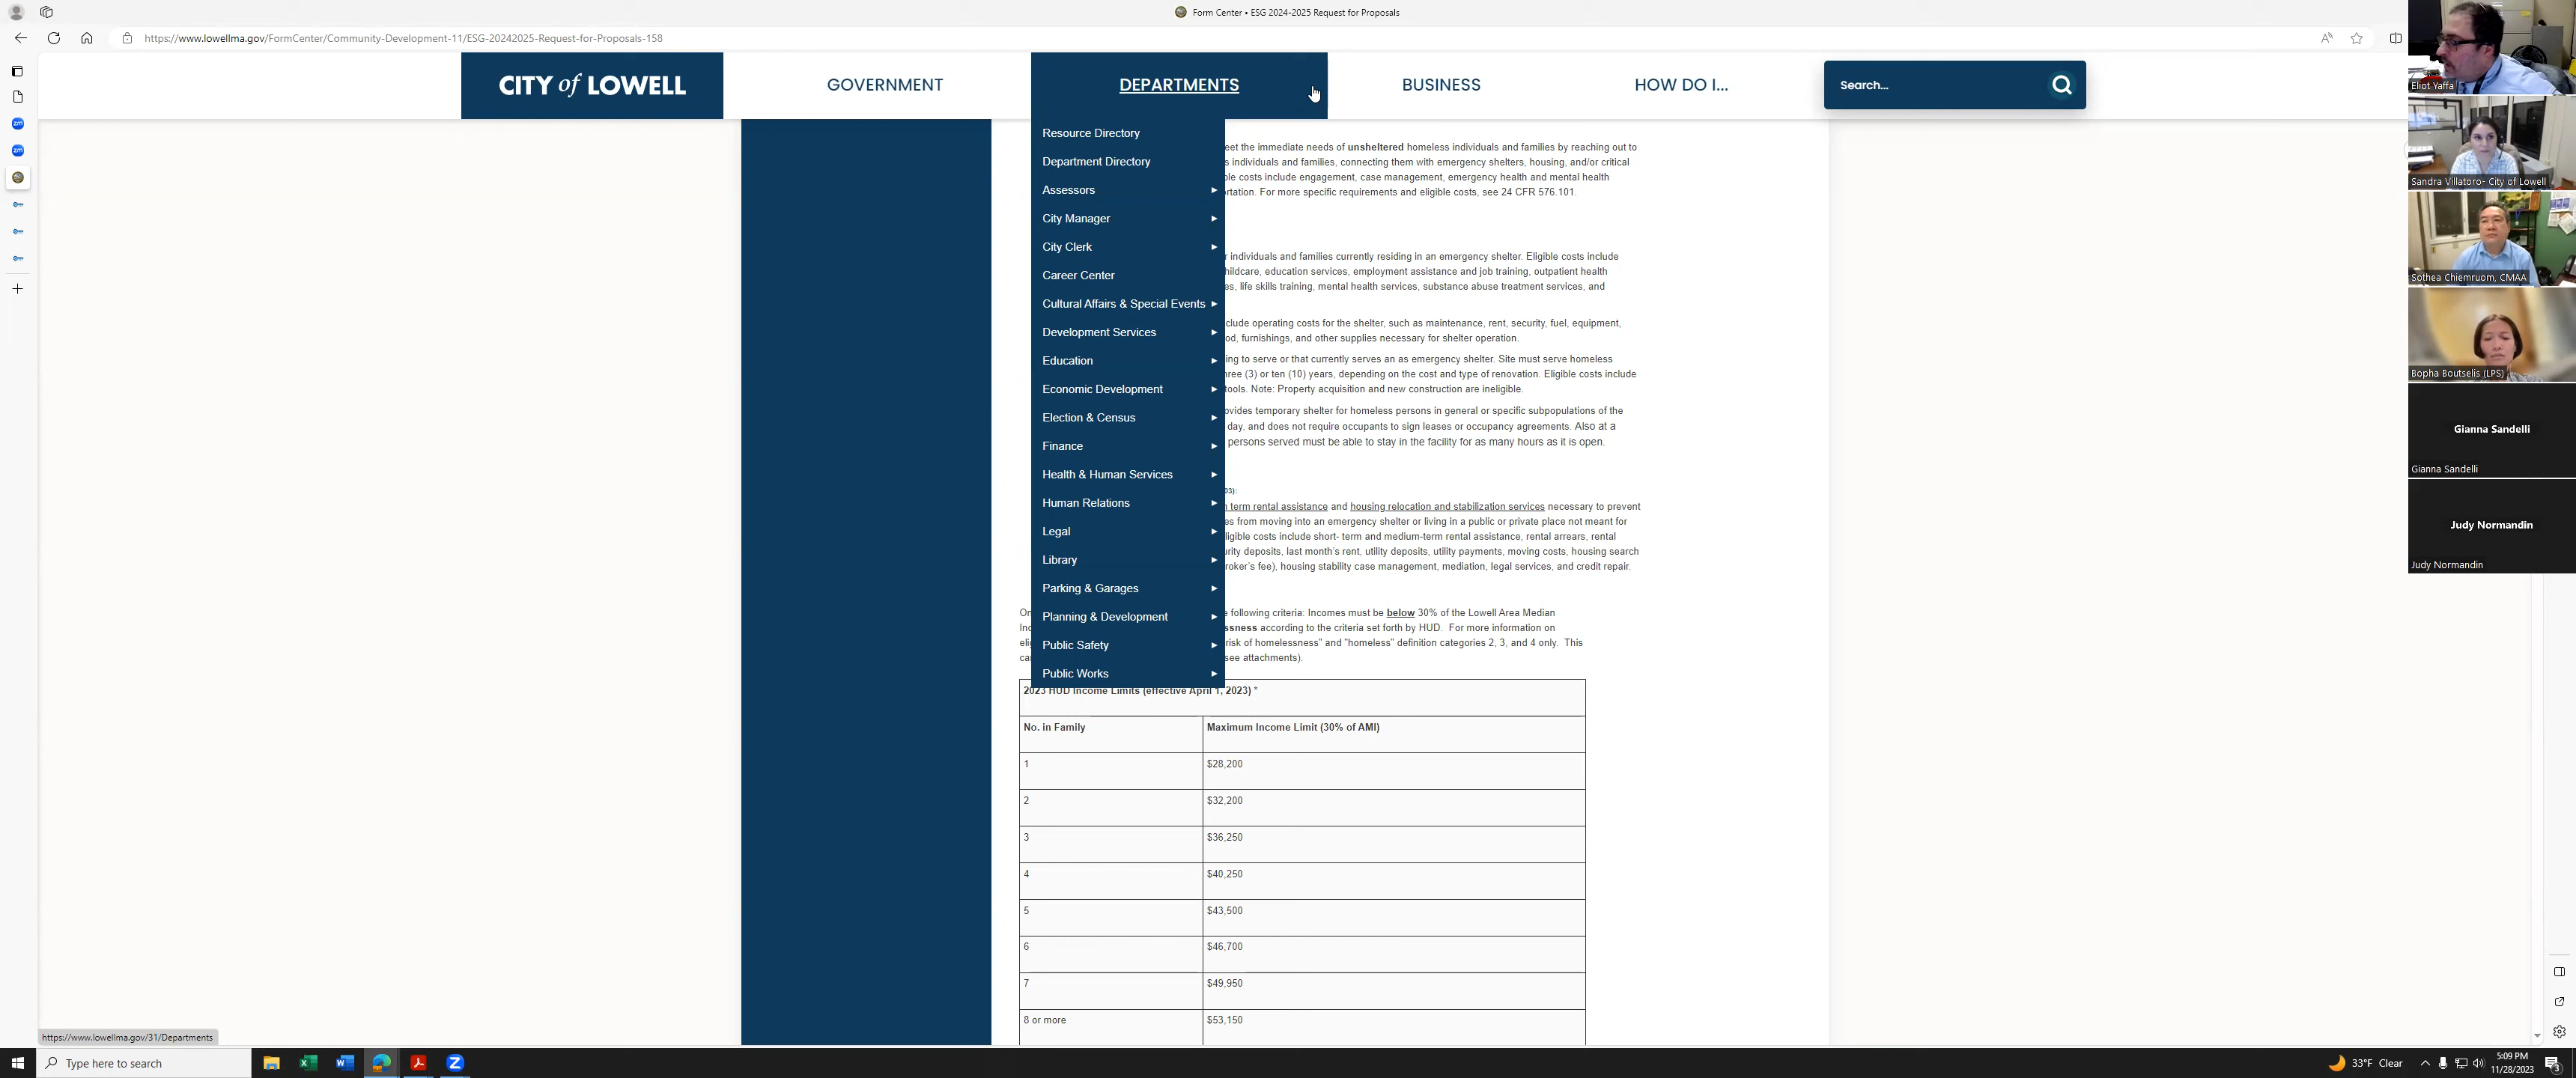 Form Center • ESG 2024-2025 Request for Proposals
https://www.lowellma.gov/FormCenter/Community-Development-11/ESG-20242025-Request-for-Proposals-158
CITY of LOWELL
GOVERNMENT
DEPARTMENTS
BUSINESS
HOW DO I...
Search...
Resource Directory
Department Directory
Assessors
City Manager
City Clerk
Career Center
Cultural Affairs & Special Events
Development Services
Education
Economic Development
Election & Census
Finance
Health & Human Services
Human Relations
Legal
Library
Parking & Garages
Planning & Development
Public Safety
Public Works
eet the immediate needs of unsheltered homeless individuals and families by reaching out to
s individuals and families, connecting them with emergency shelters, housing, and/or critical
ble costs include engagement, case management, emergency health and mental health
rtation. For more specific requirements and eligible costs, see 24 CFR 576.101.
r individuals and families currently residing in an emergency shelter. Eligible costs include
hildcare, education services, employment assistance and job training, outpatient health
es, life skills training, mental health services, substance abuse treatment services, and
clude operating costs for the shelter, such as maintenance, rent, security, fuel, equipment,
od, furnishings, and other supplies necessary for shelter operation.
ing to serve or that currently serves an as emergency shelter. Site must serve homeless
hree (3) or ten (10) years, depending on the cost and type of renovation. Eligible costs include
tools. Note: Property acquisition and new construction are ineligible.
ovides temporary shelter for homeless persons in general or specific subpopulations of the
day, and does not require occupants to sign leases or occupancy agreements. Also at a
persons served must be able to stay in the facility for as many hours as it is open.
03):
term rental assistance and housing relocation and stabilization services necessary to prevent
es from moving into an emergency shelter or living in a public or private place not meant for
ligible costs include short- term and medium-term rental assistance, rental arrears, rental
urity deposits, last month's rent, utility deposits, utility payments, moving costs, housing search
roker's fee), housing stability case management, mediation, legal services, and credit repair.
On e following criteria: Incomes must be below 30% of the Lowell Area Median
Inc ssness according to the criteria set forth by HUD. For more information on
elig risk of homelessness" and "homeless" definition categories 2, 3, and 4 only. This
can see attachments).
2023 HUD Income Limits (effective April 1, 2023) *
No. in Family Maximum Income Limit (30% of AMI)
1 $28,200
2 $32,200
3 $36,250
4 $40,250
5 $43,500
6 $46,700
7 $49,950
8 or more $53,150
https://www.lowellma.gov/31/Departments
Eliot Yaffa
Sandra Villatoro- City of Lowell
Sothea Chiemruom, CMAA
Bopha Boutselis (LPS)
Gianna Sandelli
Gianna Sandelli
Judy Normandin
Judy Normandin
Type here to search
33°F Clear
5:09 PM
11/28/2023
3